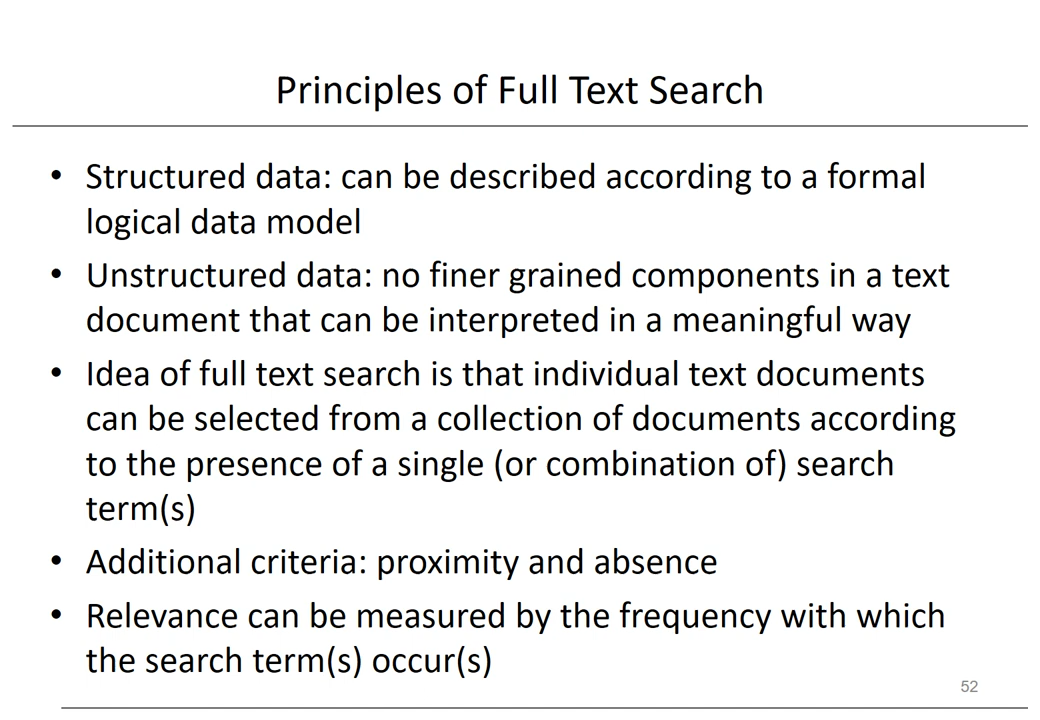 Principles of Full Text Search
• Structured data: can be described according to a formal
logical data model
• Unstructured data: no finer grained components in a text
document that can be interpreted in a meaningful way
• Idea of full text search is that individual text documents
can be selected from a collection of documents according
to the presence of a single (or combination of) search
term(s)
• Additional criteria: proximity and absence
• Relevance can be measured by the frequency with which
the search term(s) occur(s)
52